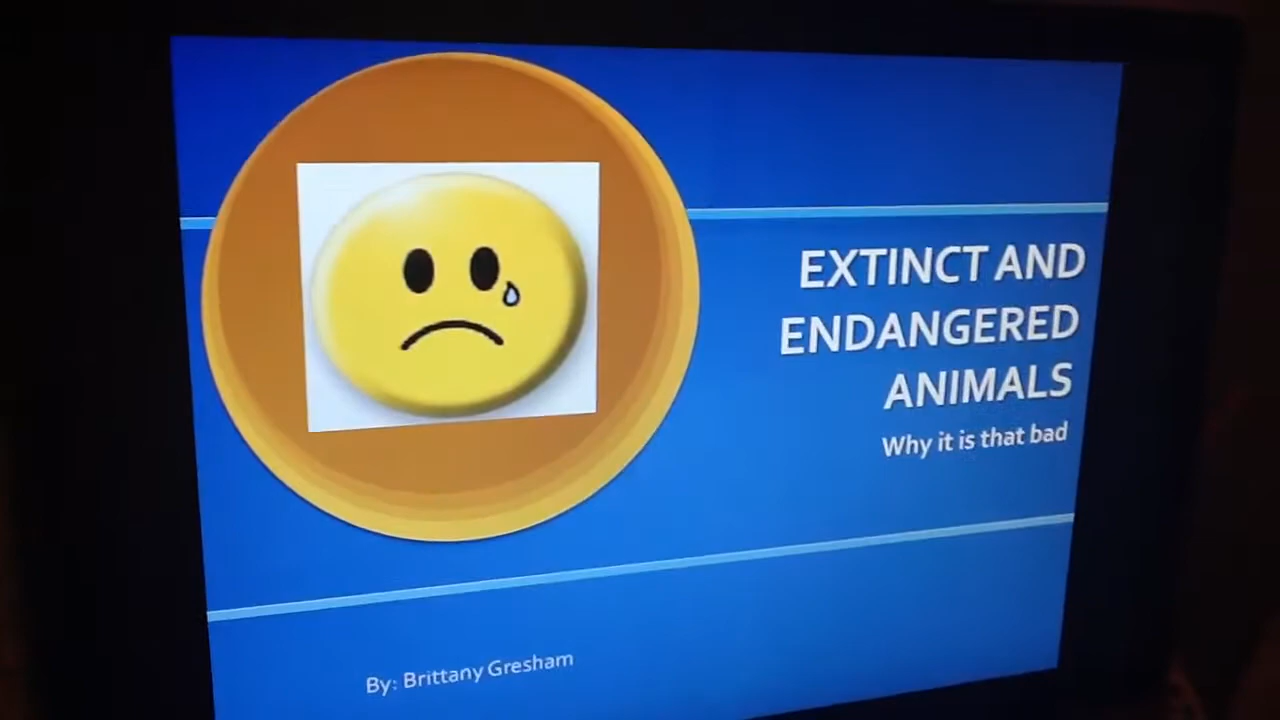 EXTINCT AND
ENDANGERED
ANIMALS
Why it is that bad
By: Brittany Gresham